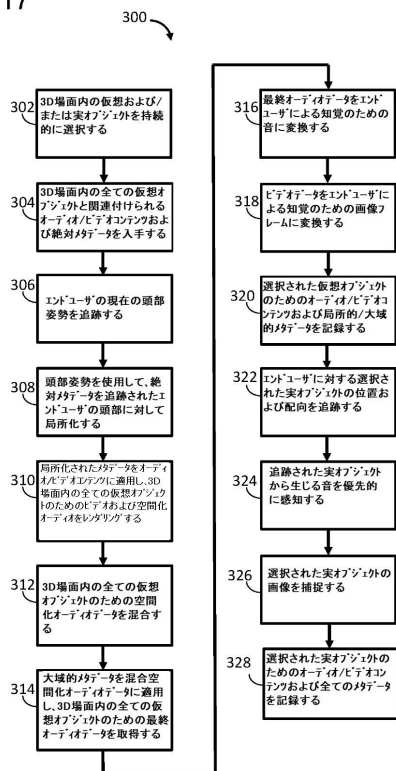 17
300
302
3D場面内の仮想および/
または実オブジェクトを持続
的に選択する
304
3D場面内の全ての仮想オ
ブジェクトと関連付けられる
オーディオ/ビデオコンテンツおよ
び絶対メタデータを入手する
306
エンドユーザの現在の頭部
姿勢を追跡する
308
頭部姿勢を使用して、絶
対メタデータを追跡されたエ
ンドユーザの頭部に対して
局所化する
310
局所化されたメタデータをオーディ
オ/ビデオエンテンツに適用し、3D
場面内の全ての仮想オブジェク
トのためのビデオおよび空間化
オーディオをレンダリングする
312
3D場面内の全ての仮想
オブジェクトのための空間
化オーディオデータを混合
する
314
大域的メタデータを混合空
間化オーディオデータに適用
し、3D場面内の全ての仮
想オブジェクトのための最終
オーディオデータを取得する
316
最終オーディオデータをエンド
ユーザによる知覚のための
音に変換する
318
ビデオデータをエンドユーザに
よる知覚のための画像フ
レームに変換する
320
選択された仮想オブジェクト
のためのオーディオ/ビデオコ
ンテンツおよび局所的/大域
的メタデータを記録する
322
エンドユーザに対する選択さ
れた実オブジェクトの位置お
よび配向を追跡する
324
追跡された実オブジェクト
から生じる音を優先的
に感知する
326
選択された実オブジェクトの
画像を捕捉する
328
選択された実オブジェクトの
ためのオーディオ/ビデオコン
テンツおよび全てのメタデータ
を記録する